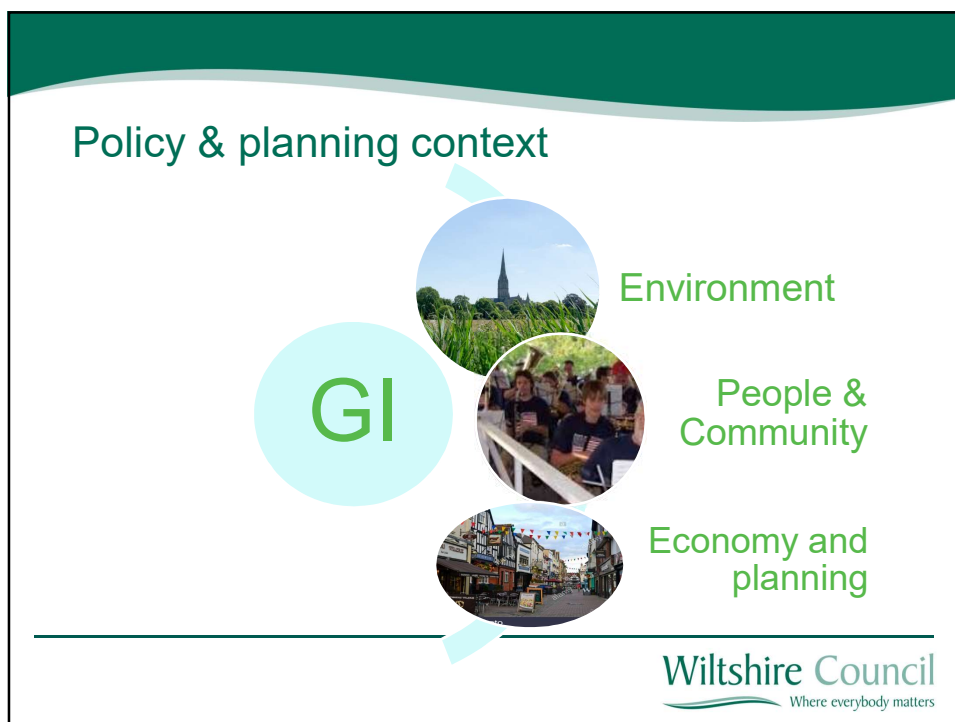 Policy & planning context
GI
Environment
People &
Community
Economy and
planning
Wiltshire Council
Where everybody matters